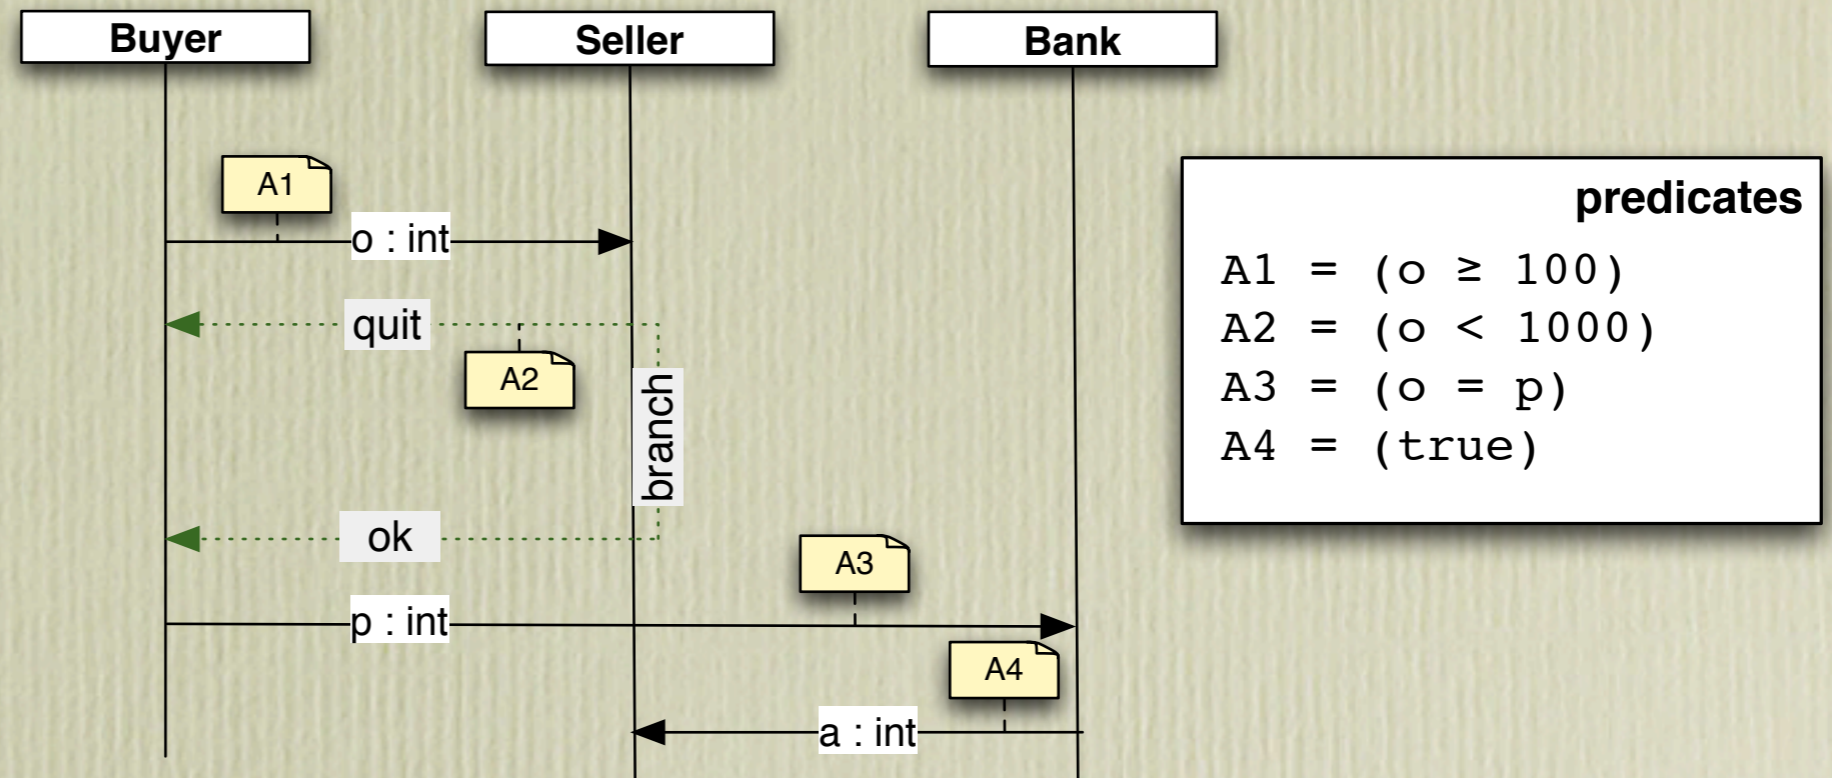 Buyer
Seller
Bank
A1
o : int
quit
A2
branch
ok
A3
p : int
A4
a : int
predicates
A1 = (o ≥ 100)
A2 = (o < 1000)
A3 = (o = p)
A4 = (true)